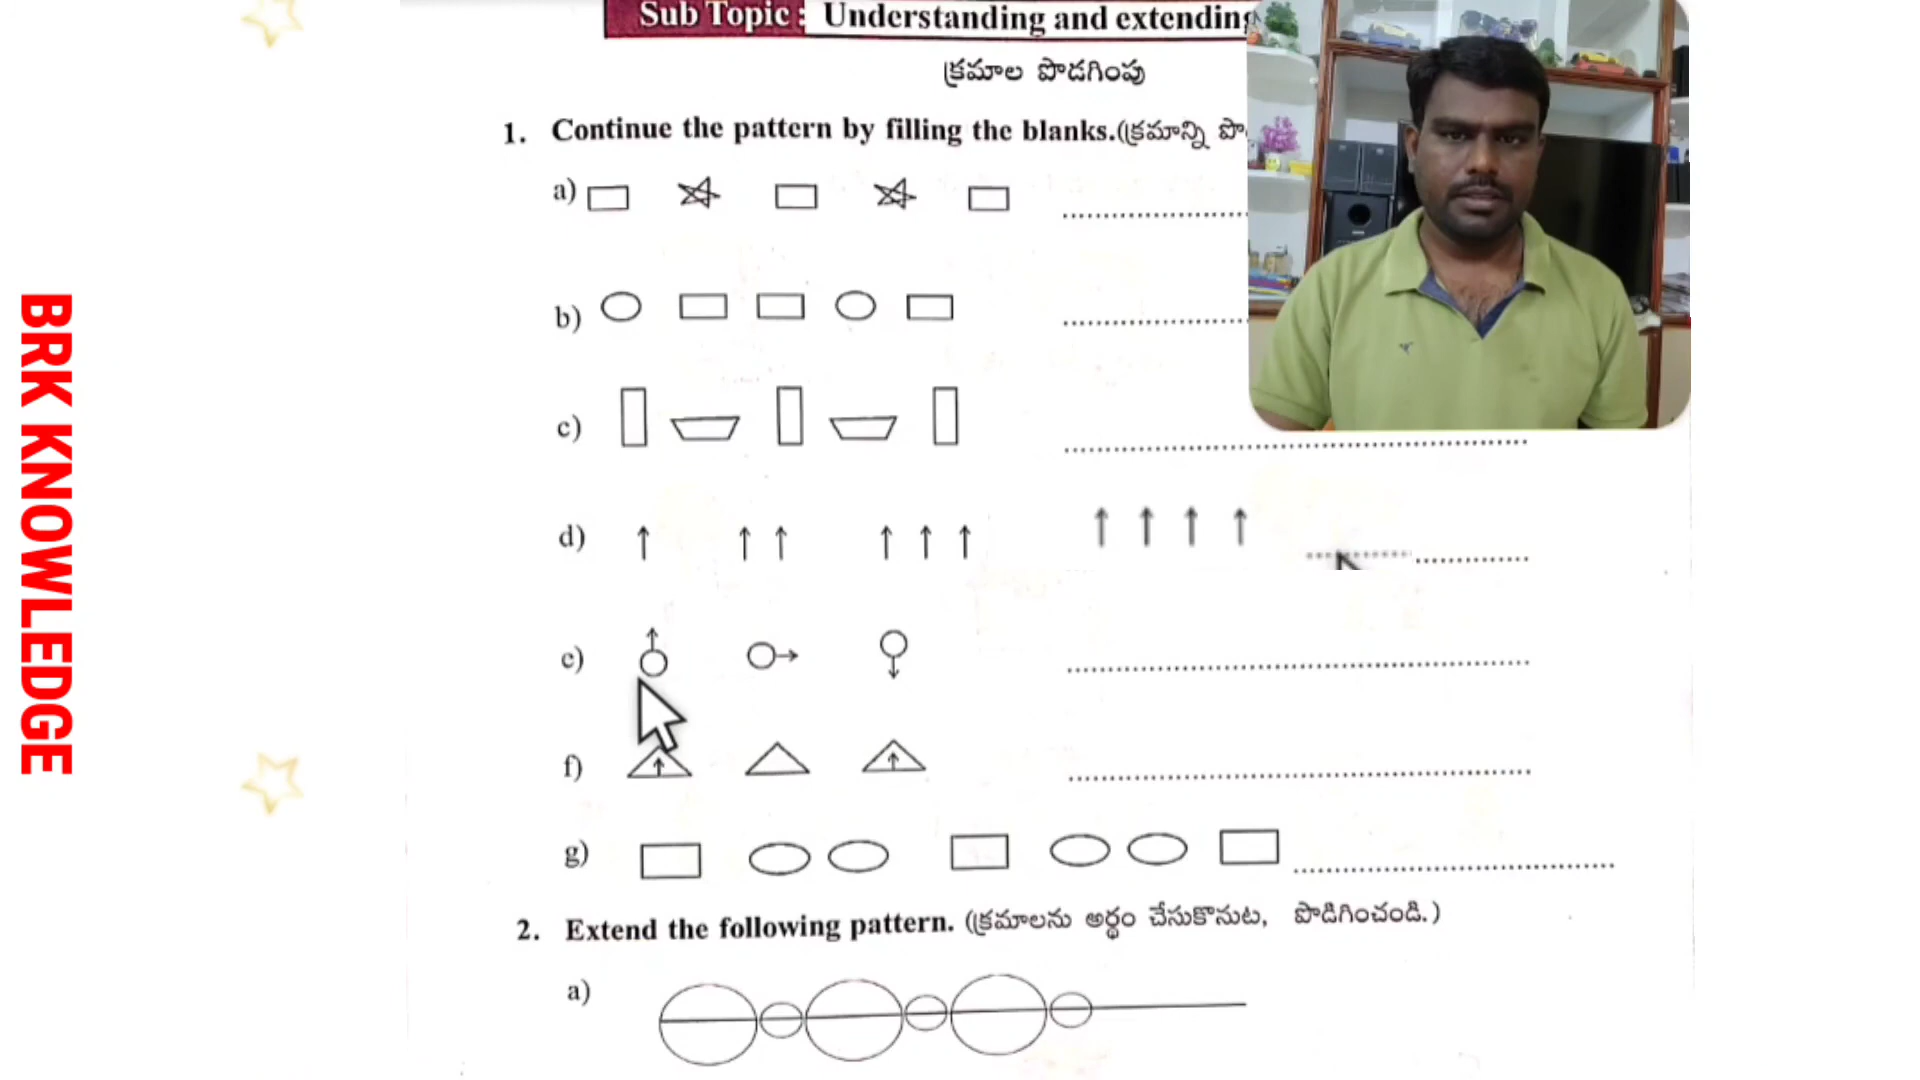 Sub Topic : Understanding and extending
క్రమాల పొడగింపు
1. Continue the pattern by filling the blanks.(క్రమాన్ని పొ
a)
b)
c)
d)
e)
f)
g)
2. Extend the following pattern. (క్రమాలను అర్థం చేసుకొనుట, పొడిగించండి.)
a)
BRK KNOWLEDGE